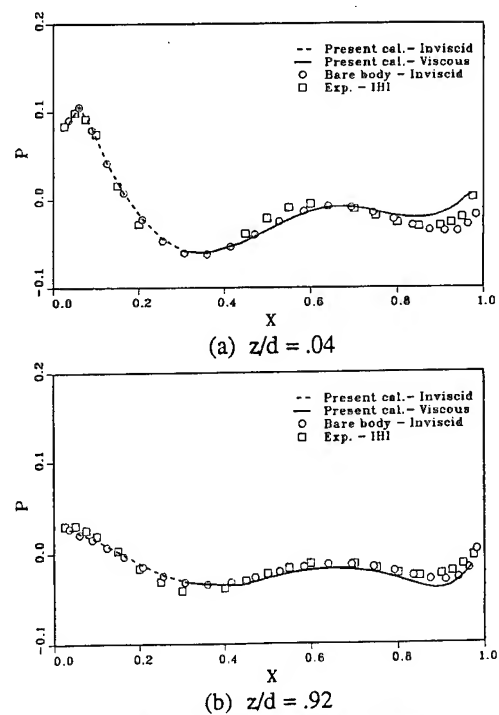 0.2
Present cal.- Inviscid
Present cal.- Viscous
Bare body - Inviscid
Exp. - IHI
0.1
P
0.0
-0.1
0.0 0.2 0.4 0.6 0.8 1.0
X
(a) z/d = .04
0.2
Present cal.- Inviscid
Present cal.- Viscous
Bare body - Inviscid
Exp. - IHI
0.1
P
0.0
-0.1
0.0 0.2 0.4 0.6 0.8 1.0
X
(b) z/d = .92